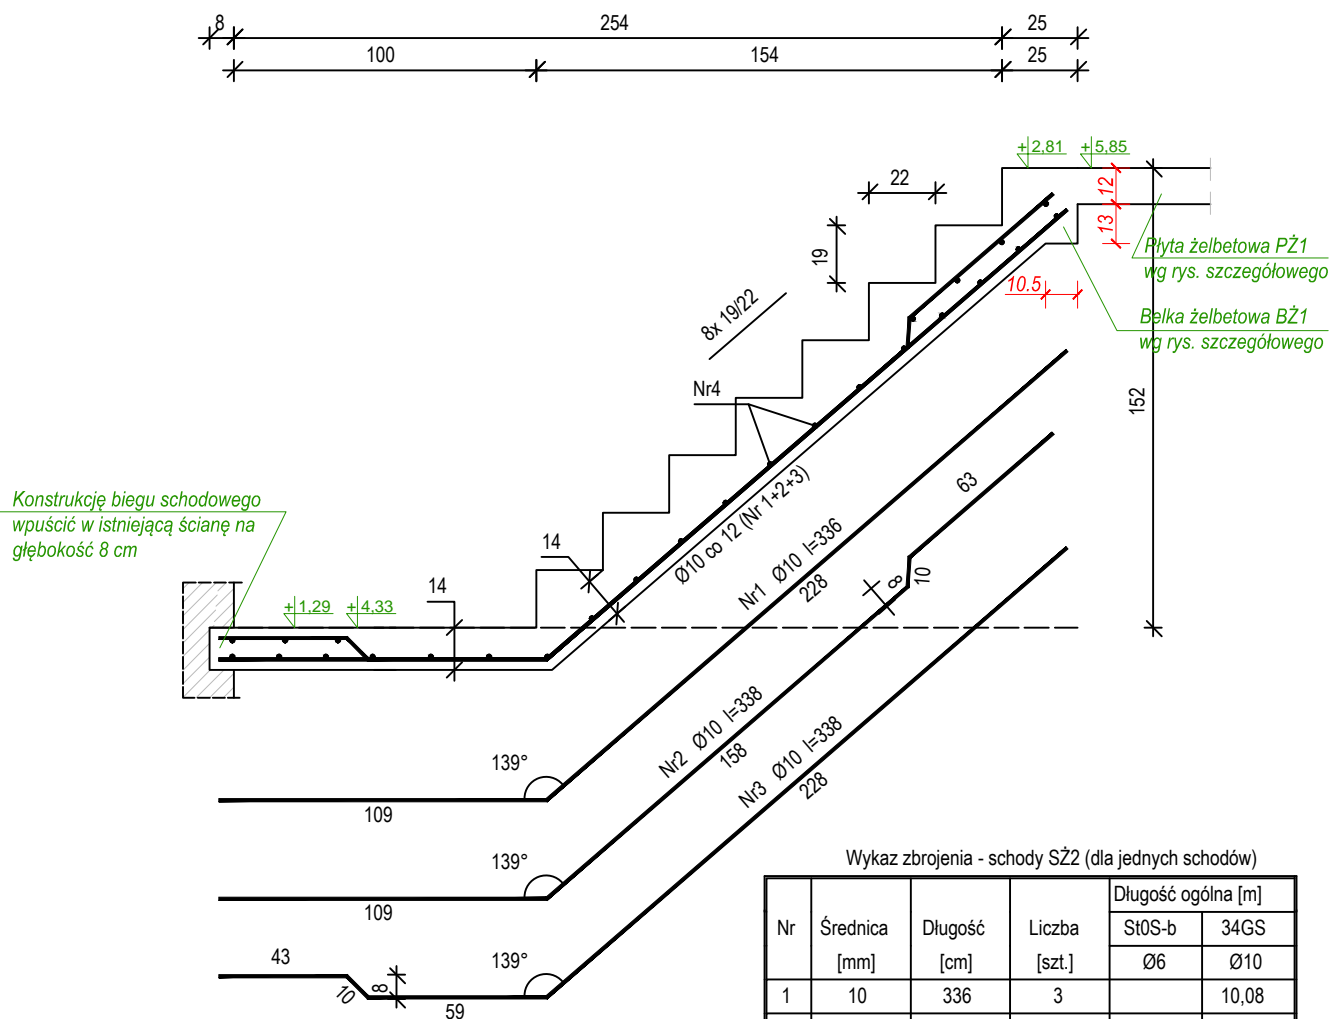 8
254
25
100
154
25
+2,81
+5,85
22
12
13
19
Płyta żelbetowa PŻ1
wg rys. szczegółowego
10.5
8x 19/22
Belka żelbetowa BŻ1
wg rys. szczegółowego
Nr4
152
Konstrukcję biegu schodowego
wpuścić w istniejącą ścianę na
głębokość 8 cm
Ø10 co 12 (Nr 1+2+3)
63
14
14
+1,29
+4,33
Nr1 Ø10 l=336
228
8
10
139°
109
Nr2 Ø10 l=338
158
139°
109
Nr3 Ø10 l=338
228
43
10
8
139°
59
Wykaz zbrojenia - schody SŻ2 (dla jednych schodów)
Długość ogólna [m]
Nr Średnica Długość Liczba St0S-b 34GS
[mm] [cm] [szt.] Ø6 Ø10
1 10 336 3 10,08